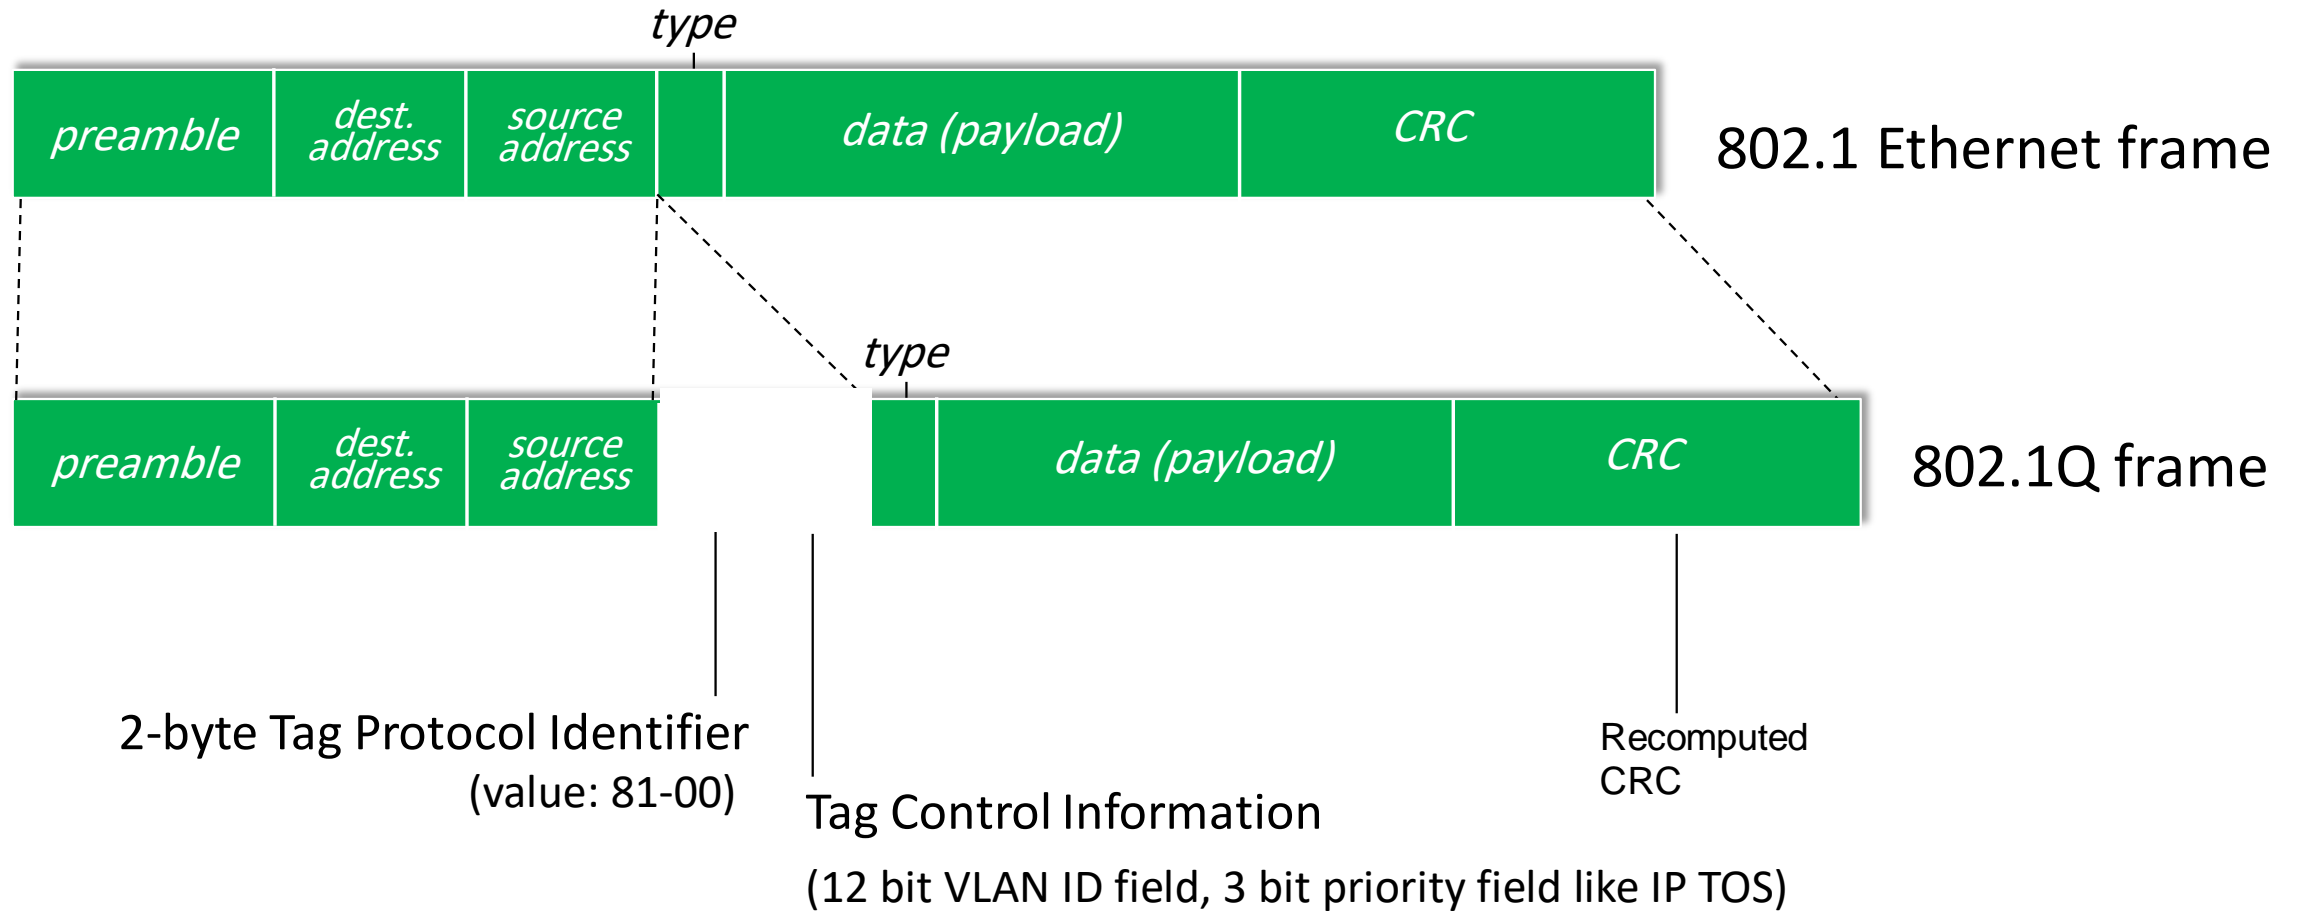 type
preamble
dest.
address
source
address
data (payload)
CRC
802.1 Ethernet frame
type
preamble
dest.
address
source
address
data (payload)
CRC
802.1Q frame
2-byte Tag Protocol Identifier
(value: 81-00)
Tag Control Information
(12 bit VLAN ID field, 3 bit priority field like IP TOS)
Recomputed
CRC